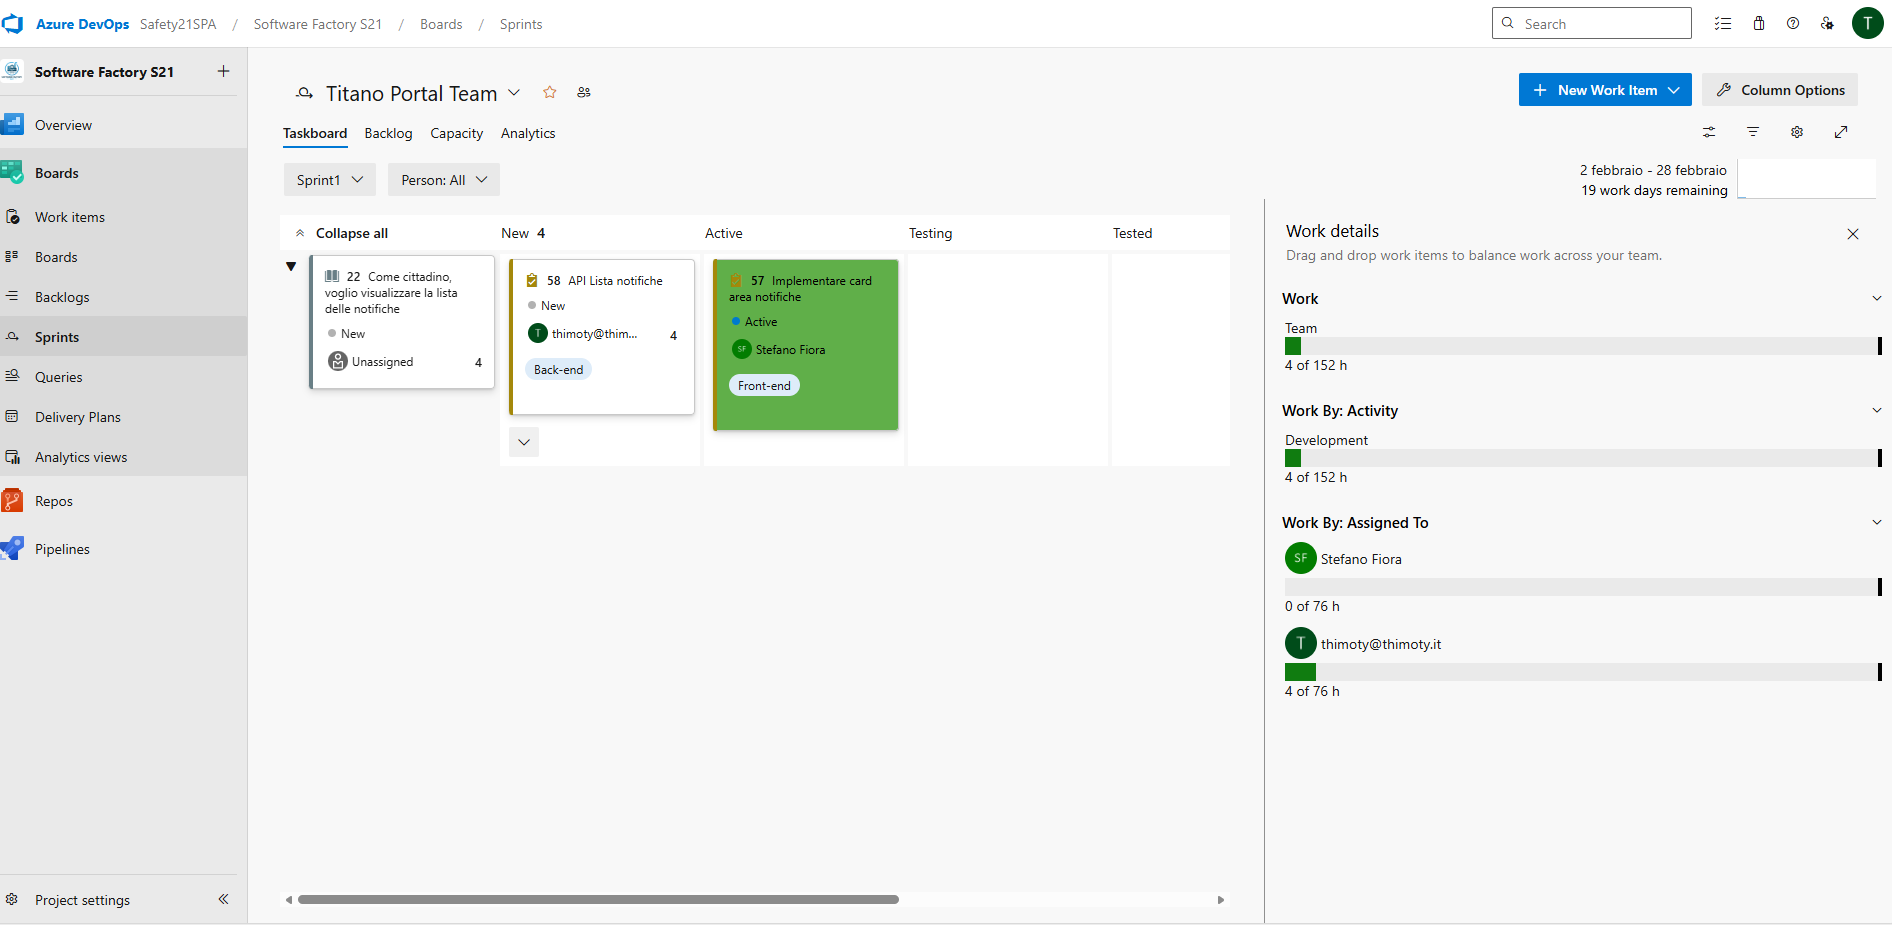 Azure DevOps Safety21SPA / Software Factory S21 / Boards / Sprints
Search
T
Software Factory S21
Overview
Boards
Work items
Boards
Backlogs
Sprints
Queries
Delivery Plans
Analytics views
Repos
Pipelines
Project settings
Titano Portal Team
New Work Item
Column Options
Taskboard Backlog Capacity Analytics
Sprint1
Person: All
2 febbraio - 28 febbraio
19 work days remaining
Collapse all
New 4
Active
Testing
Tested
22 Come cittadino,
voglio visualizzare la lista
delle notifiche
New
Unassigned 4
58 API Lista notifiche
New
T thimoty@thim... 4
Back-end
57 Implementare card
area notifiche
Active
SF Stefano Fiora
Front-end
Work details
Drag and drop work items to balance work across your team.
Work
Team
4 of 152 h
Work By: Activity
Development
4 of 152 h
Work By: Assigned To
SF Stefano Fiora
0 of 76 h
T thimoty@thimoty.it
4 of 76 h